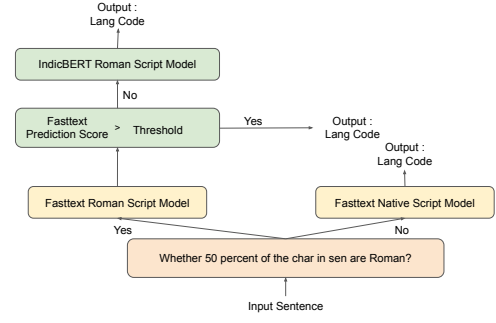 Output :
Lang Code
IndicBERT Roman Script Model
No
Fasttext
Prediction Score > Threshold
Yes
Output :
Lang Code
Output :
Lang Code
Fasttext Roman Script Model
Fasttext Native Script Model
Yes
No
Whether 50 percent of the char in sen are Roman?
Input Sentence